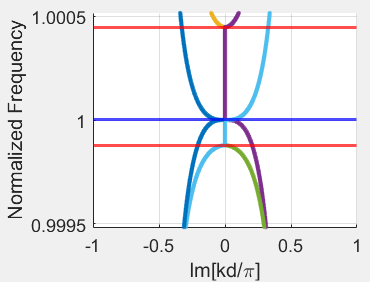 Normalized Frequency
1.0005
1
0.9995
-1 -0.5 0 0.5 1
Im[kd/π]